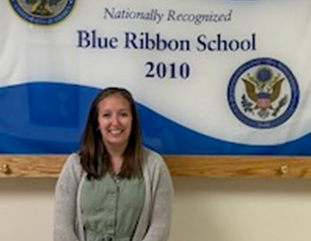 Nationally Recognized
Blue Ribbon School
2010